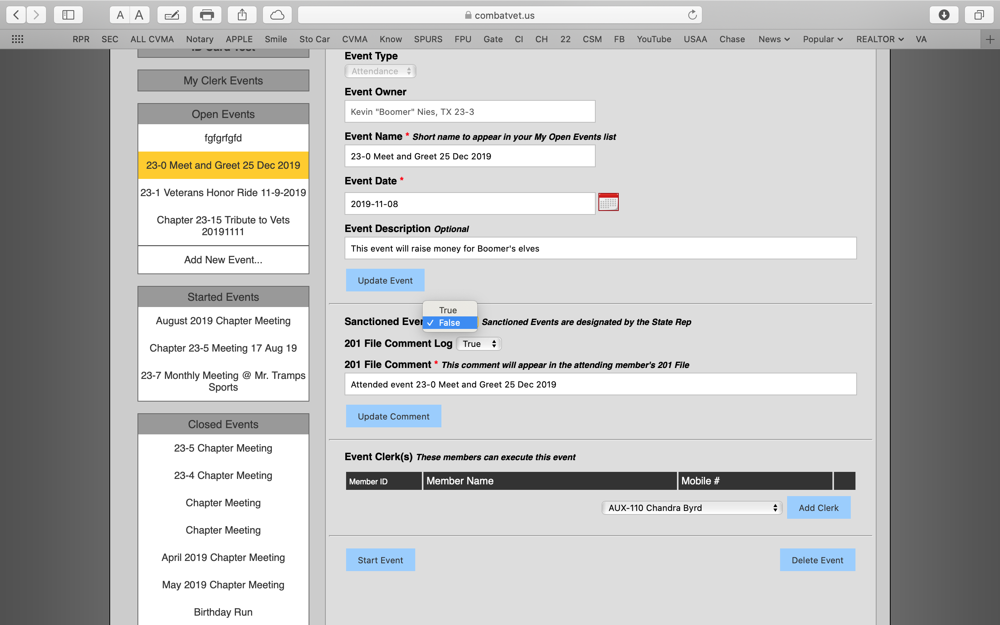 A A combatvet.us
RPR SEC ALL CVMA Notary APPLE Smile Sto Car CVMA Know SPURS FPU Gate CI CH 22 CSM FB YouTube USAA Chase News Popular REALTOR VA
ID Card Test
My Clerk Events
Open Events
fgfgrfgfd
23-0 Meet and Greet 25 Dec 2019
23-1 Veterans Honor Ride 11-9-2019
Chapter 23-15 Tribute to Vets
20191111
Add New Event...
Started Events
August 2019 Chapter Meeting
Chapter 23-5 Meeting 17 Aug 19
23-7 Monthly Meeting @ Mr. Tramps
Sports
Closed Events
23-5 Chapter Meeting
23-4 Chapter Meeting
Chapter Meeting
Chapter Meeting
April 2019 Chapter Meeting
May 2019 Chapter Meeting
Birthday Run
Event Type
Attendance
Event Owner
Kevin "Boomer" Nies, TX 23-3
Event Name * Short name to appear in your My Open Events list
23-0 Meet and Greet 25 Dec 2019
Event Date *
2019-11-08
Event Description Optional
This event will raise money for Boomer's elves
Update Event
True
✓ False
Sanctioned Even Sanctioned Events are designated by the State Rep
201 File Comment Log True
201 File Comment * This comment will appear in the attending member's 201 File
Attended event 23-0 Meet and Greet 25 Dec 2019
Update Comment
Event Clerk(s) These members can execute this event
Member ID Member Name Mobile #
AUX-110 Chandra Byrd Add Clerk
Start Event Delete Event